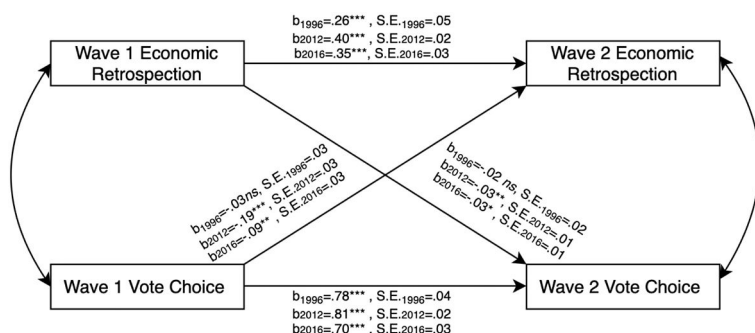 b1996=.26*** , S.E.1996=.05
b2012=.40*** , S.E.2012=.02
b2016=.35*** , S.E.2016=.03
Wave 1 Economic
Retrospection
Wave 2 Economic
Retrospection
b1996=-.03ns, S.E.1996=.03
b2012=-.19***, S.E.2012=.03
b2016=-.09** , S.E.2016=.03
b1996=-.02 ns, S.E.1996=.02
b2012=-.03**, S.E.2012=.01
b2016=-.03*, S.E.2016=.01
Wave 1 Vote Choice
Wave 2 Vote Choice
b1996=.78*** , S.E.1996=.04
b2012=.81*** , S.E.2012=.02
b2016=.70*** , S.E.2016=.03